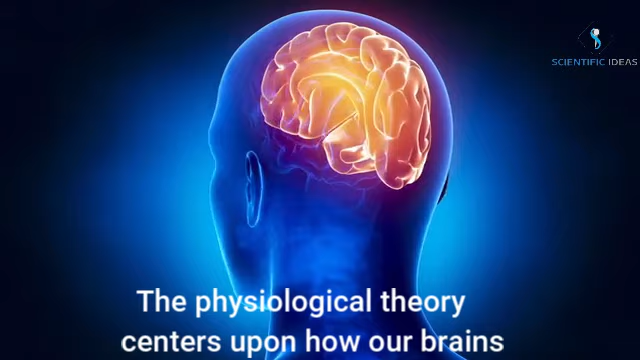 SCIENTIFIC IDEAS
The physiological theory
centers upon how our brains